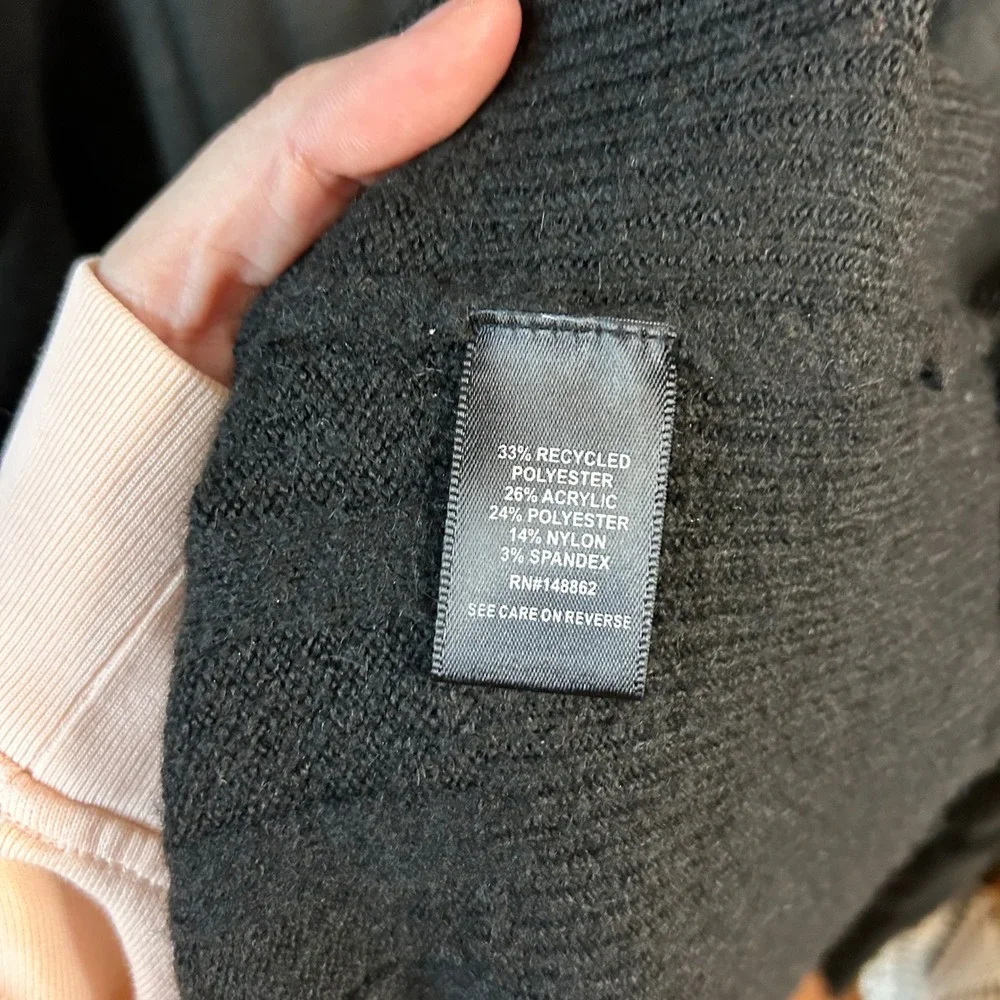 33% RECYCLED
POLYESTER
26% ACRYLIC
24% POLYESTER
14% NYLON
3% SPANDEX
RN#148862
SEE CARE ON REVERSE